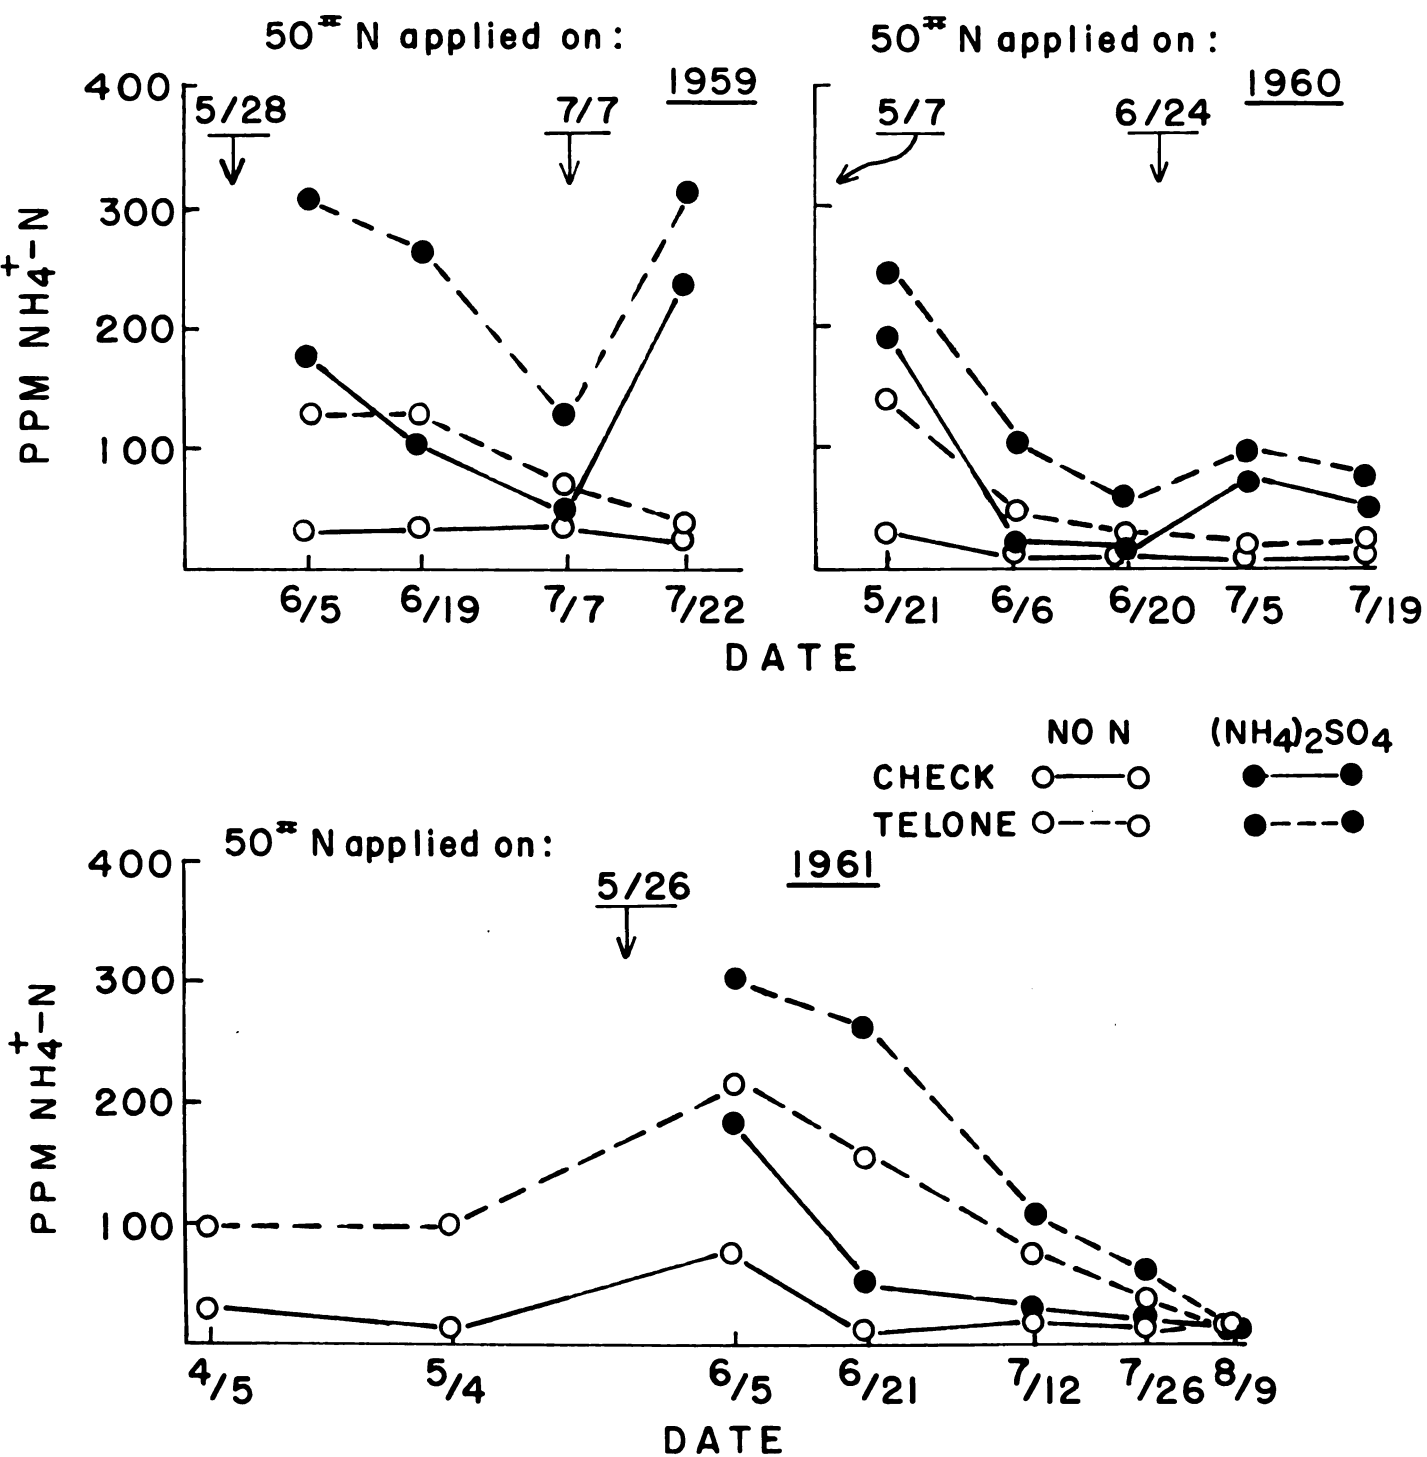 50# N applied on:
1959
5/28
7/7
400
300
200
100
PPM NH4+-N
6/5
6/19
7/7
7/22
50# N applied on:
1960
5/7
6/24
5/21
6/6
6/20
7/5
7/19
DATE
NO N
(NH4)2SO4
CHECK
TELONE
50# N applied on:
1961
5/26
400
300
200
100
PPM NH4+-N
4/5
5/4
6/5
6/21
7/12
7/26
8/9
DATE